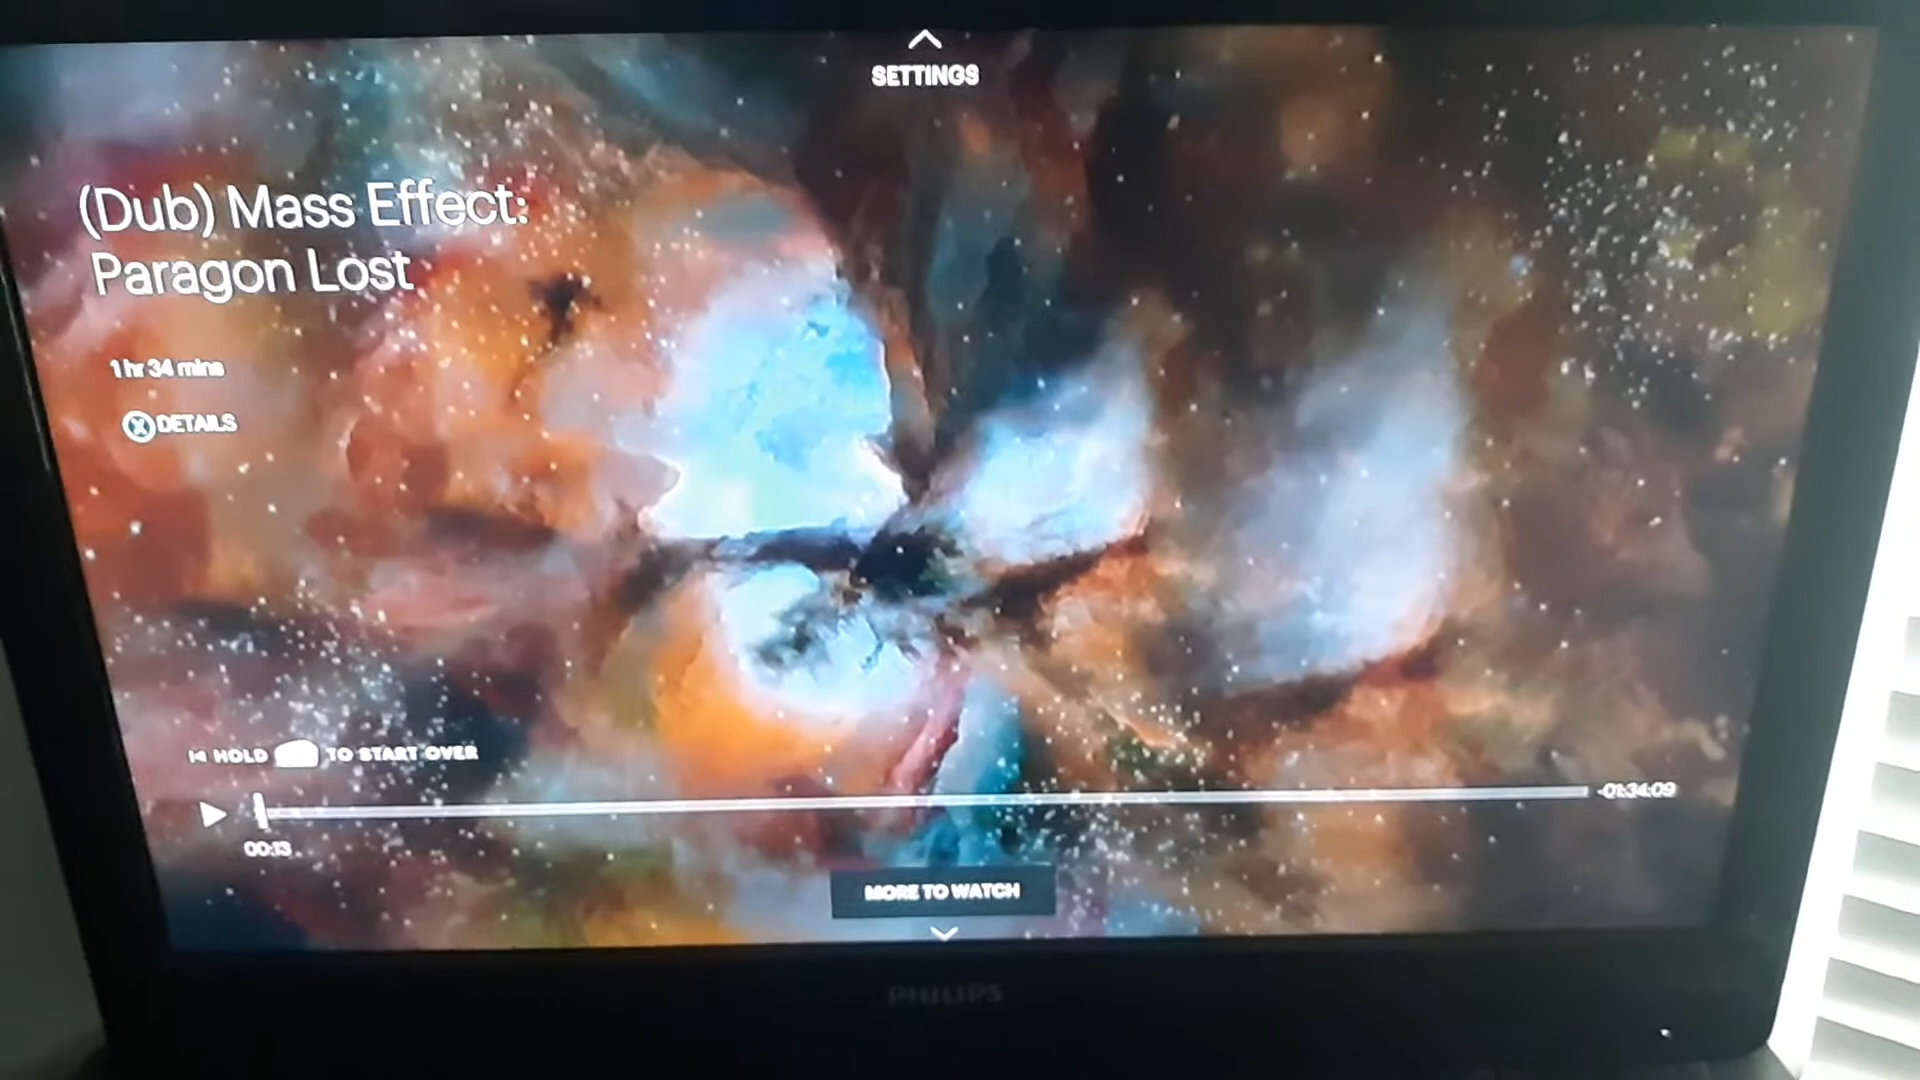 SETTINGS
(Dub) Mass Effect:
Paragon Lost
1 hr 34 mins
X DETAILS
HOLD TO START OVER
-01:34:09
00:13
MORE TO WATCH
PHILIPS